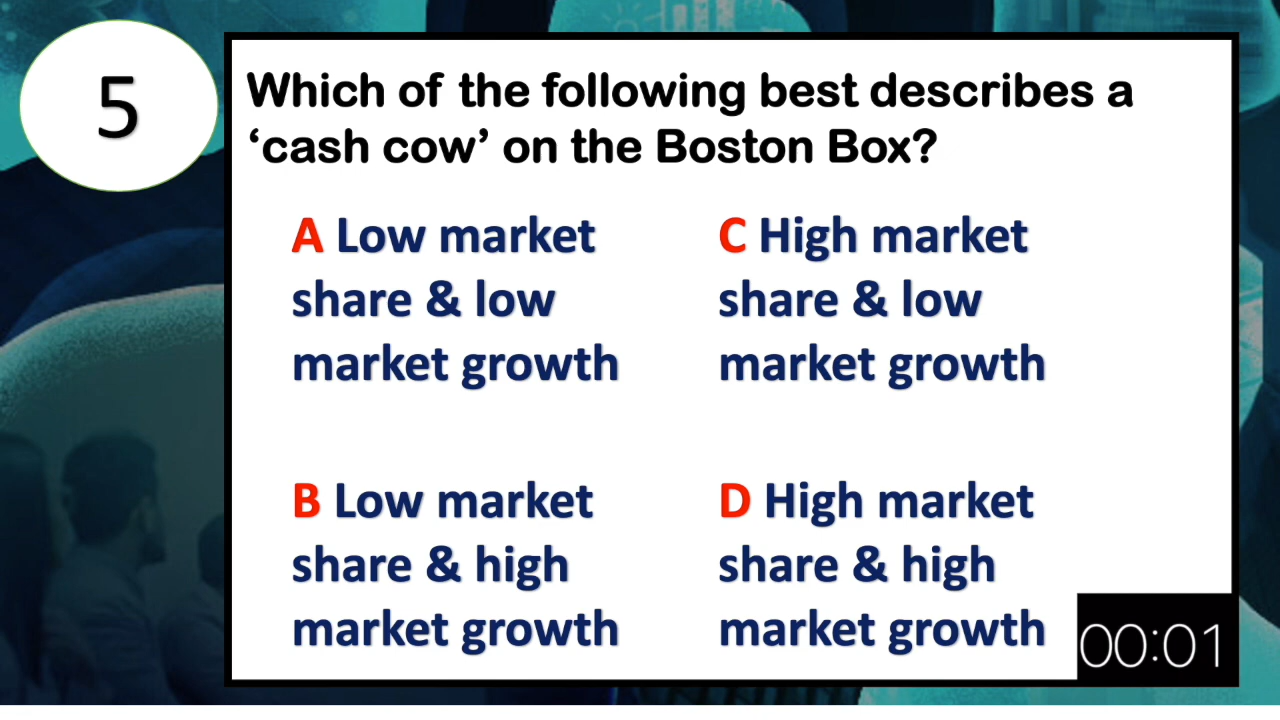 5
Which of the following best describes a
‘cash cow’ on the Boston Box?
A Low market
share & low
market growth
B Low market
share & high
market growth
C High market
share & low
market growth
D High market
share & high
market growth
00:01